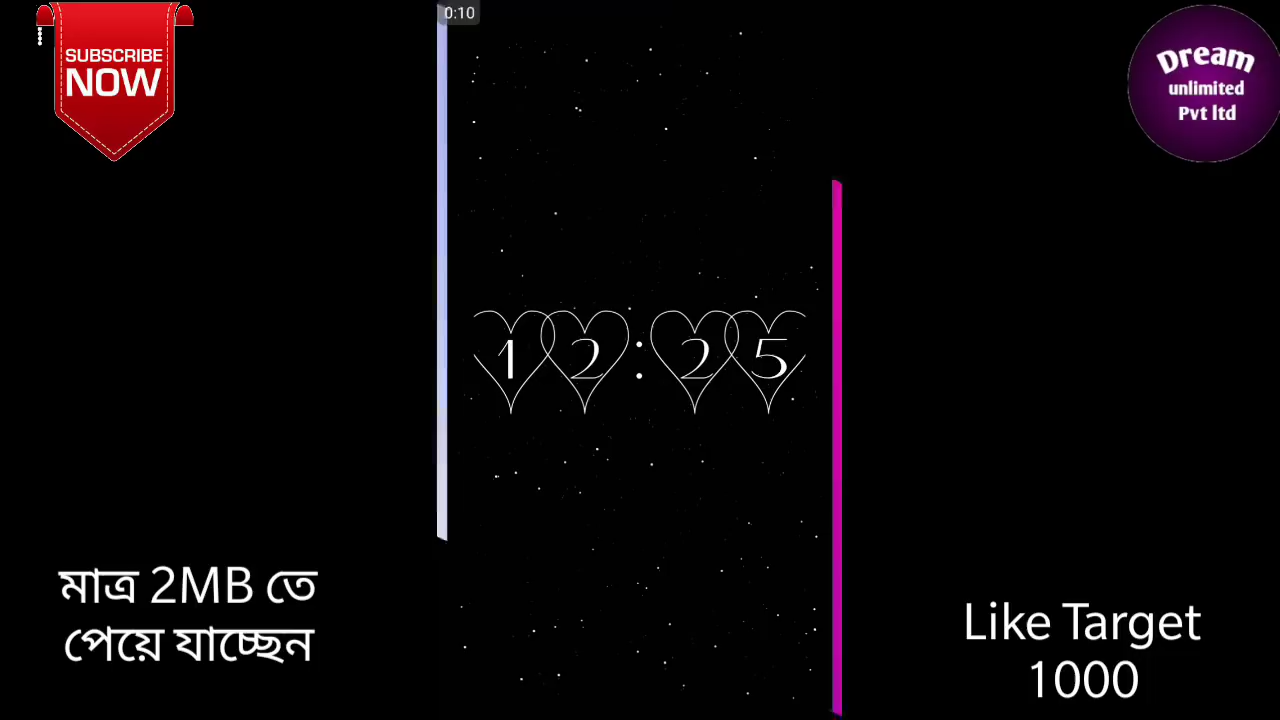 0:10
SUBSCRIBE
NOW
Dream
unlimited
Pvt ltd
12:25
মাত্র 2MB তে
পেয়ে যাচ্ছেন
Like Target
1000